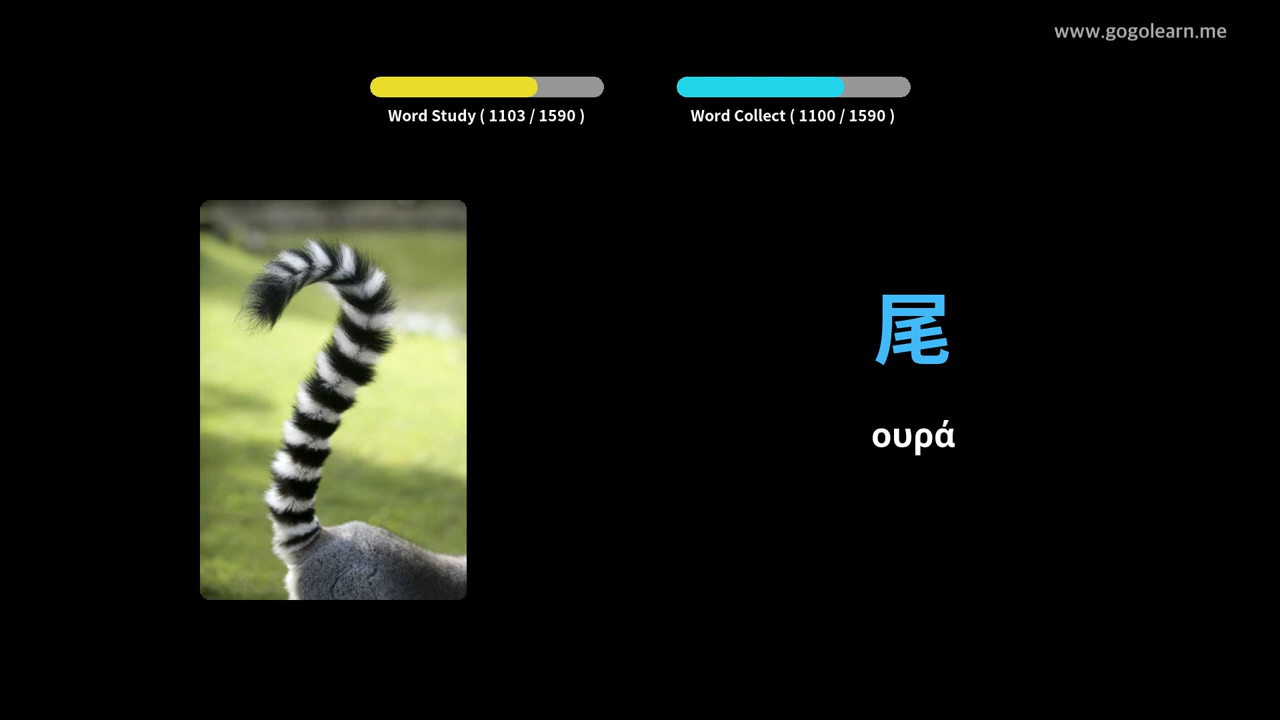 www.gogolearn.me
Word Study ( 1103 / 1590 )
Word Collect ( 1100 / 1590 )
尾
ουρά